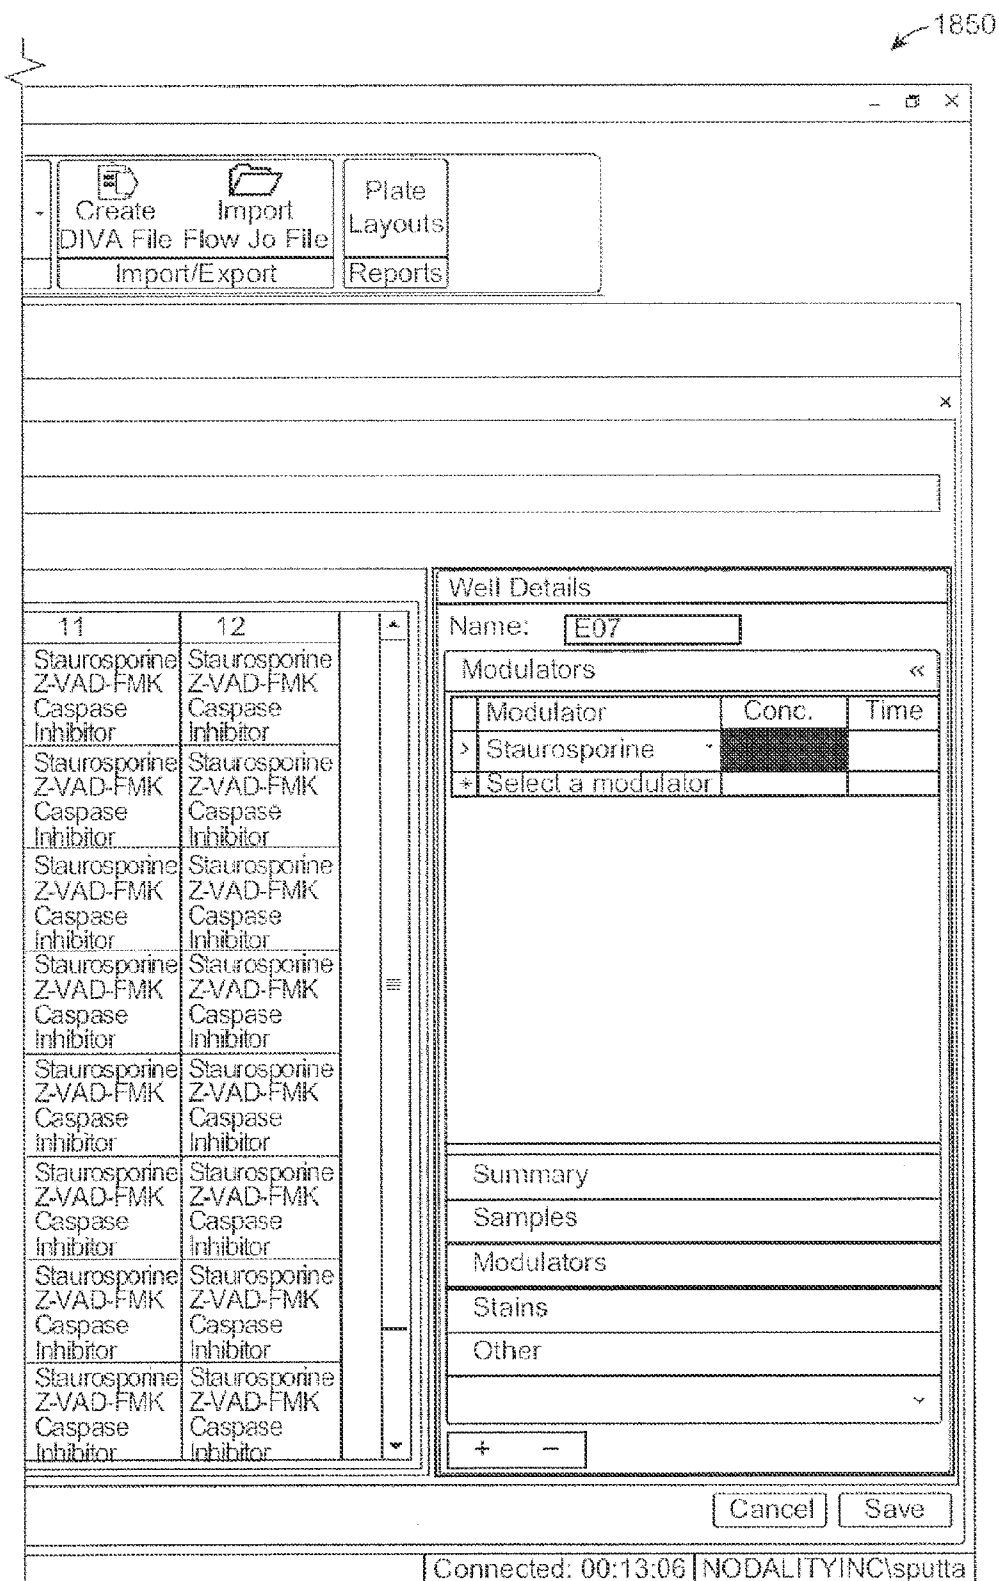 1850
Create
DIVA File
Import
Flow Jo File
Plate
Layouts
Import/Export
Reports
11 12
Staurosporine Staurosporine
Z-VAD-FMK Z-VAD-FMK
Caspase Caspase
Inhibitor Inhibitor
Staurosporine Staurosporine
Z-VAD-FMK Z-VAD-FMK
Caspase Caspase
Inhibitor Inhibitor
Staurosporine Staurosporine
Z-VAD-FMK Z-VAD-FMK
Caspase Caspase
Inhibitor Inhibitor
Staurosporine Staurosporine
Z-VAD-FMK Z-VAD-FMK
Caspase Caspase
Inhibitor Inhibitor
Staurosporine Staurosporine
Z-VAD-FMK Z-VAD-FMK
Caspase Caspase
Inhibitor Inhibitor
Staurosporine Staurosporine
Z-VAD-FMK Z-VAD-FMK
Caspase Caspase
Inhibitor Inhibitor
Staurosporine Staurosporine
Z-VAD-FMK Z-VAD-FMK
Caspase Caspase
Inhibitor Inhibitor
Staurosporine Staurosporine
Z-VAD-FMK Z-VAD-FMK
Caspase Caspase
Inhibitor Inhibitor
Well Details
Name: E07
Modulators «
Modulator Conc. Time
> Staurosporine
* Select a modulator
Summary
Samples
Modulators
Stains
Other
+ −
Cancel Save
Connected: 00:13:06 NODALITYINC\sputta